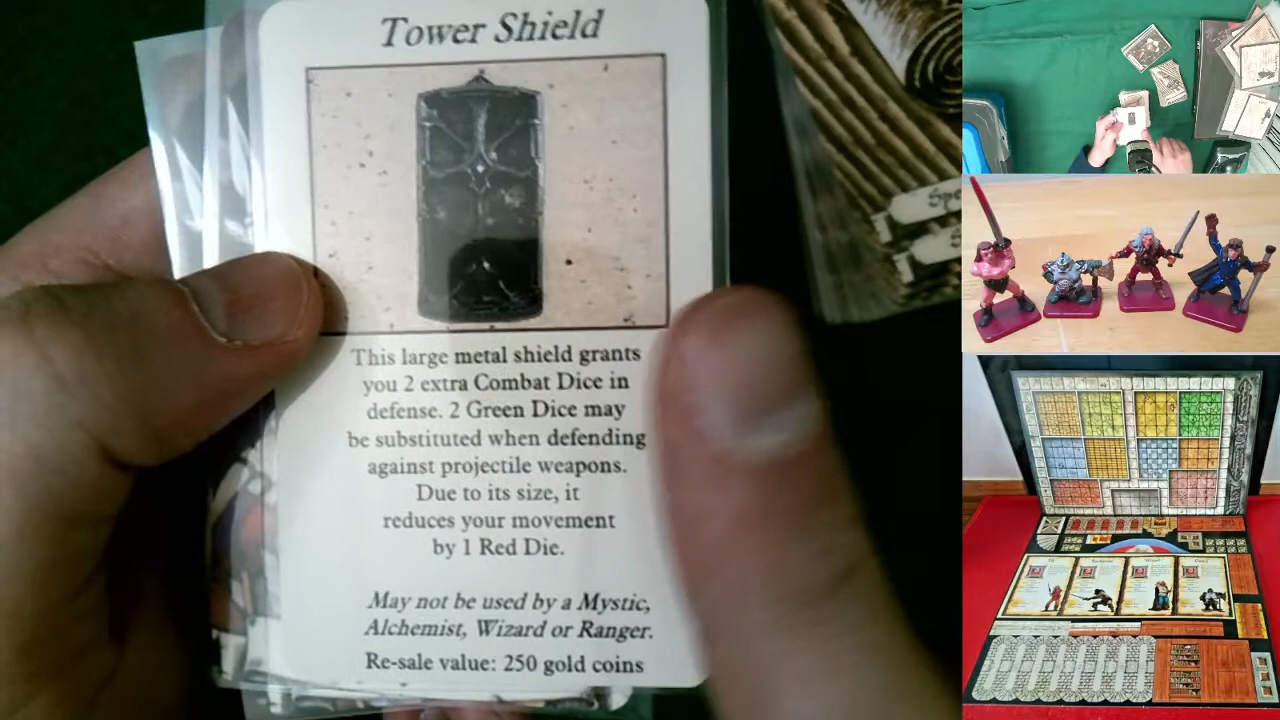 Tower Shield
This large metal shield grants
you 2 extra Combat Dice in
defense. 2 Green Dice may
be substituted when defending
against projectile weapons.
Due to its size, it
reduces your movement
by 1 Red Die.
May not be used by a Mystic,
Alchemist, Wizard or Ranger.
Re-sale value: 250 gold coins